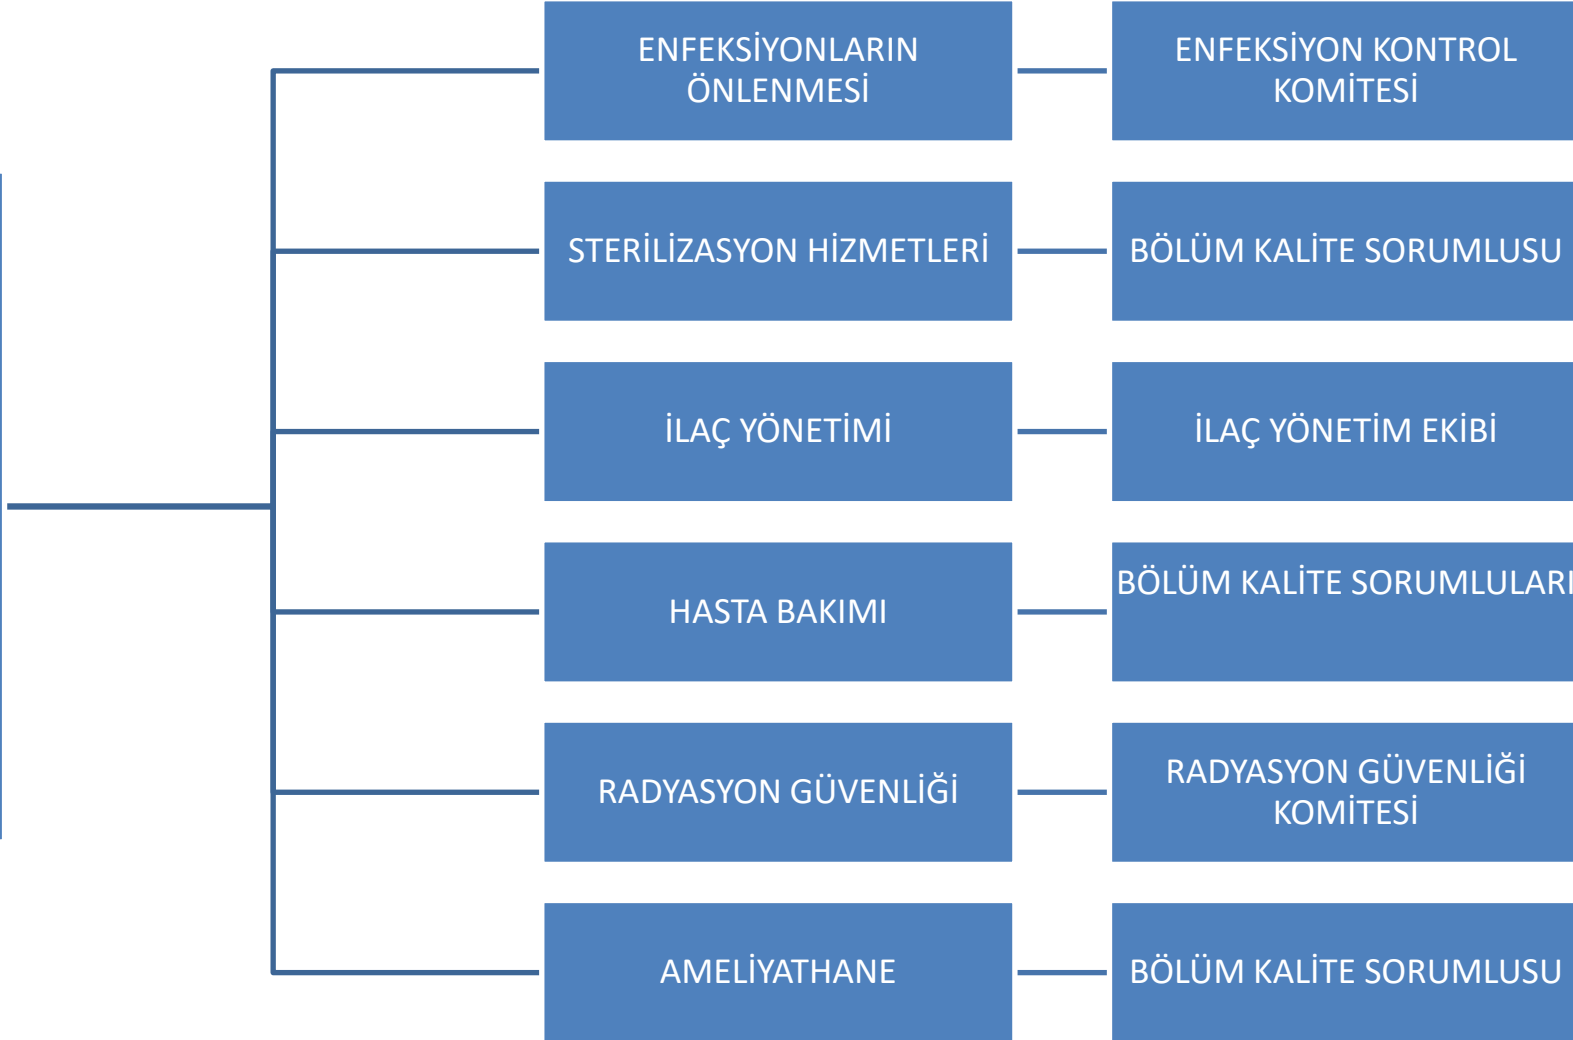 ENFEKSİYONLARIN
ÖNLENMESİ
ENFEKSİYON KONTROL
KOMİTESİ
STERİLİZASYON HİZMETLERİ
BÖLÜM KALİTE SORUMLUSU
İLAÇ YÖNETİMİ
İLAÇ YÖNETİM EKİBİ
HASTA BAKIMI
BÖLÜM KALİTE SORUMLULARI
RADYASYON GÜVENLİĞİ
RADYASYON GÜVENLİĞİ
KOMİTESİ
AMELİYATHANE
BÖLÜM KALİTE SORUMLUSU